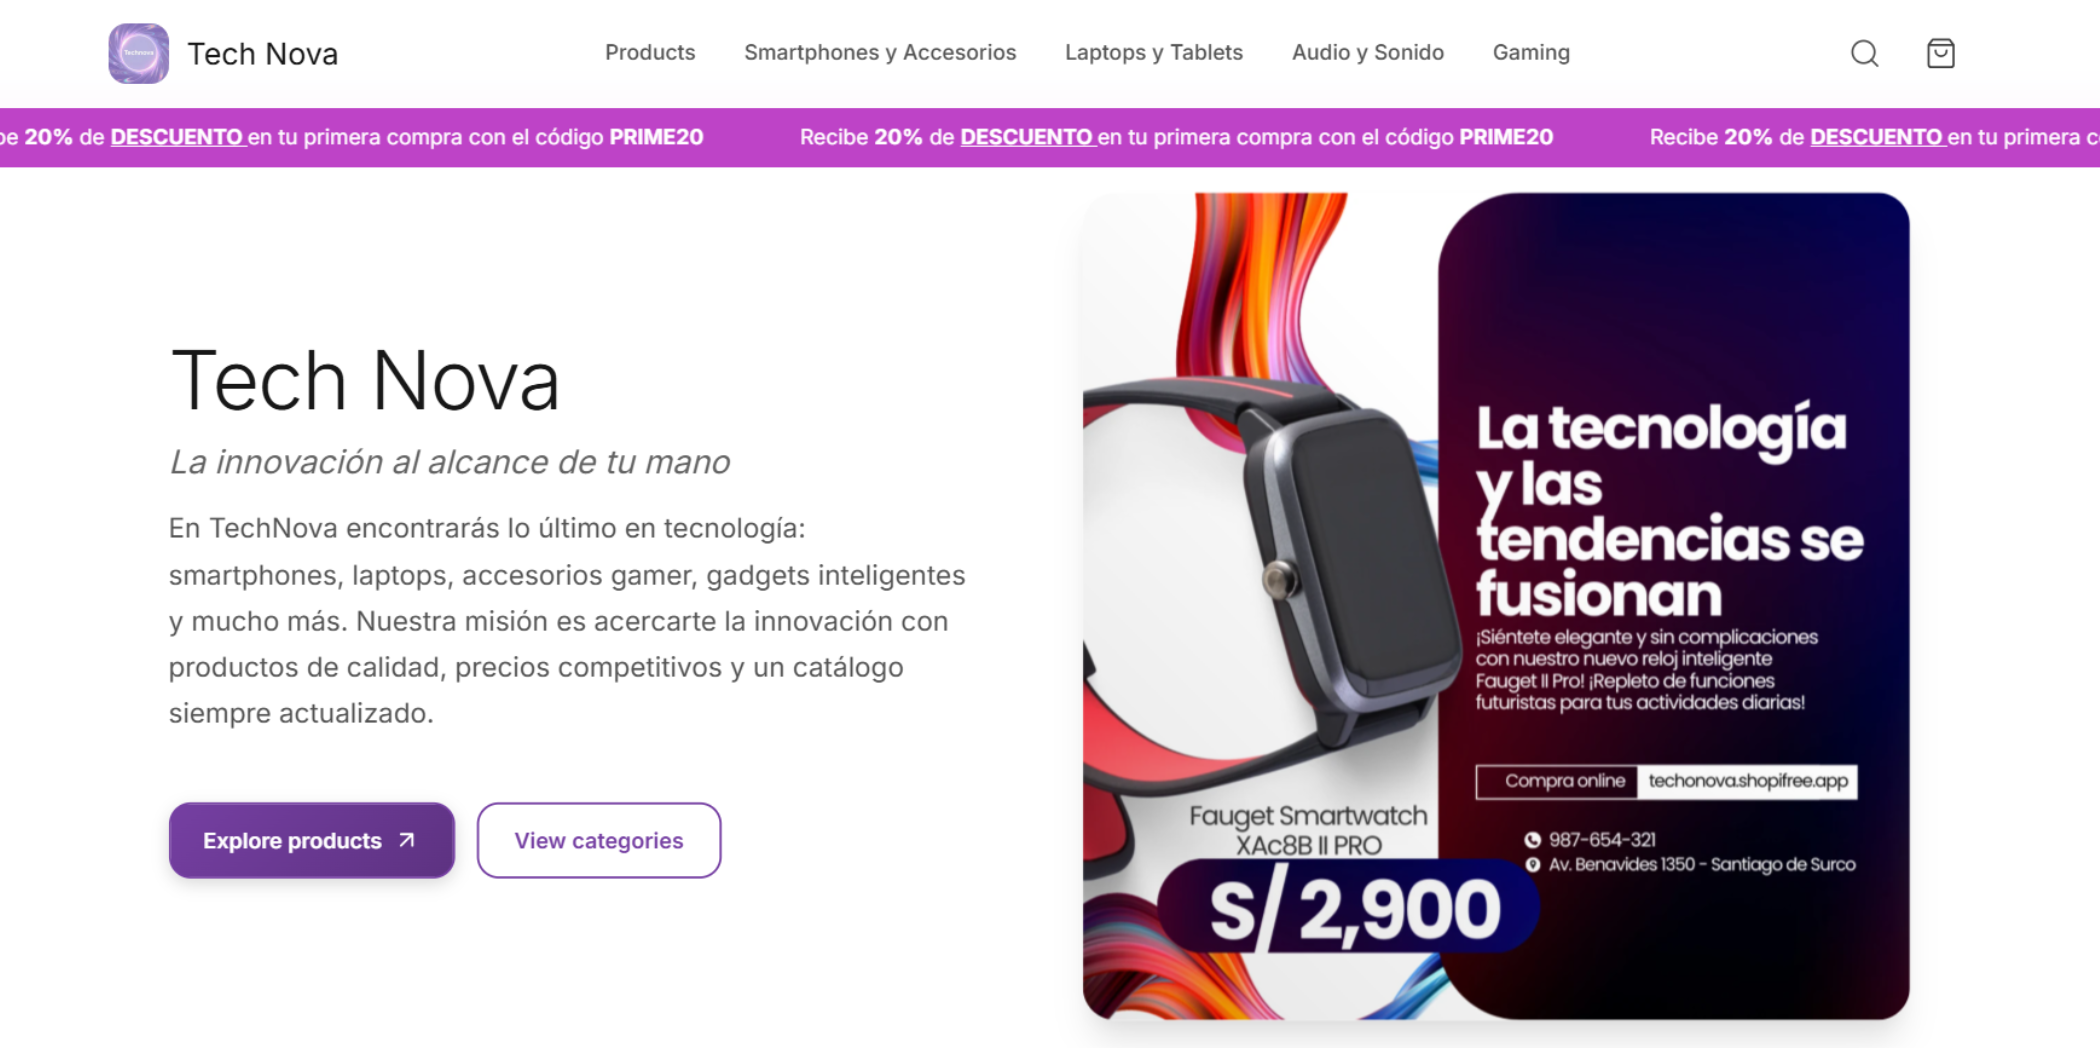 Technova
Tech Nova
Products
Smartphones y Accesorios
Laptops y Tablets
Audio y Sonido
Gaming
be 20% de DESCUENTO en tu primera compra con el código PRIME20
Recibe 20% de DESCUENTO en tu primera compra con el código PRIME20
Recibe 20% de DESCUENTO en tu primera c
Tech Nova
La innovación al alcance de tu mano
En TechNova encontrarás lo último en tecnología:
smartphones, laptops, accesorios gamer, gadgets inteligentes
y mucho más. Nuestra misión es acercarte la innovación con
productos de calidad, precios competitivos y un catálogo
siempre actualizado.
Explore products
View categories
La tecnología
y las
tendencias se
fusionan
¡Siéntete elegante y sin complicaciones
con nuestro nuevo reloj inteligente
Fauget II Pro! ¡Repleto de funciones
futuristas para tus actividades diarias!
Compra online
techonova.shopifree.app
987-654-321
Av. Benavides 1350 - Santiago de Surco
Fauget Smartwatch
XAc8B II PRO
S/ 2,900